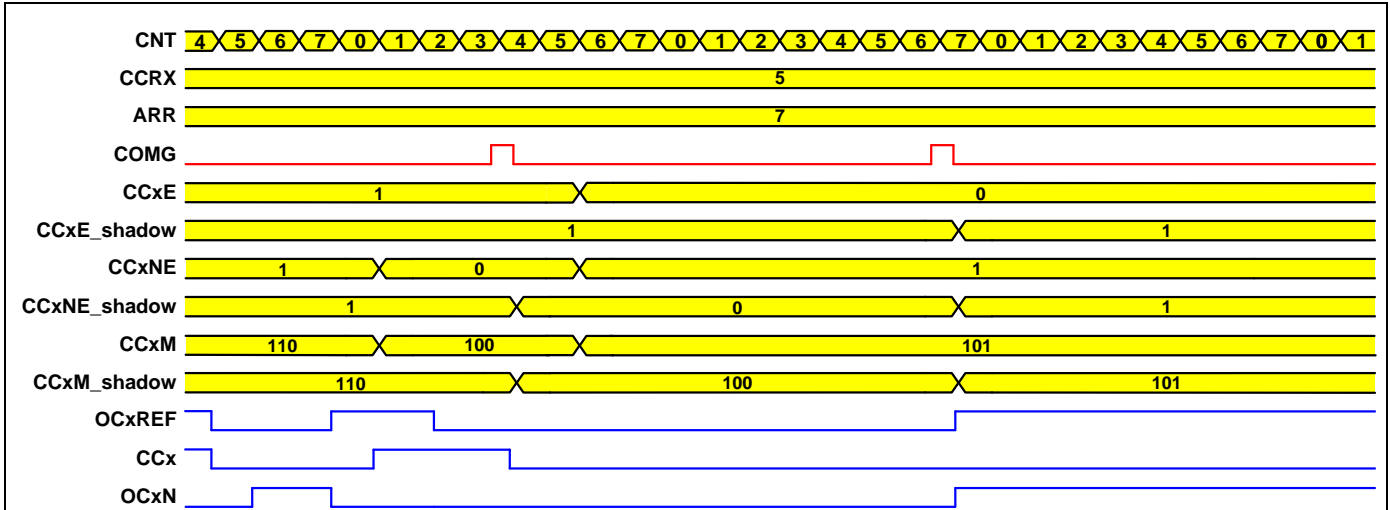 CNT 4 5 6 7 0 1 2 3 4 5 6 7 0 1 2 3 4 5 6 7 0 1 2 3 4 5 6 7 0 1
CCRX 5
ARR 7
COMG
CCxE 1 0
CCxE_shadow 1 1
CCxNE 1 0 1
CCxNE_shadow 1 0 1
CCxM 110 100 101
CCxM_shadow 110 100 101
OCxREF
CCx
OCxN